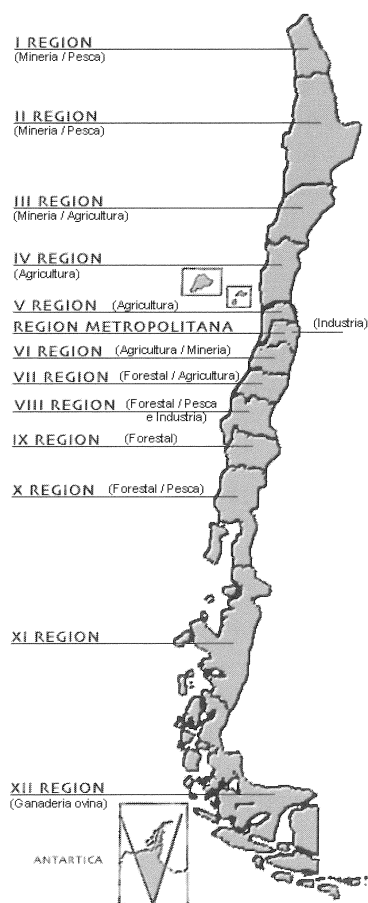 I REGION
(Mineria / Pesca)
II REGION
(Mineria / Pesca)
III REGION
(Mineria / Agricultura)
IV REGION
(Agricultura)
V REGION (Agricultura)
REGION METROPOLITANA (Industria)
VI REGION (Agricultura / Mineria)
VII REGION (Forestal / Agricultura)
VIII REGION (Forestal / Pesca
e Industria)
IX REGION (Forestal)
X REGION (Forestal / Pesca)
XI REGION
XII REGION
(Ganaderia ovina)
ANTARTICA